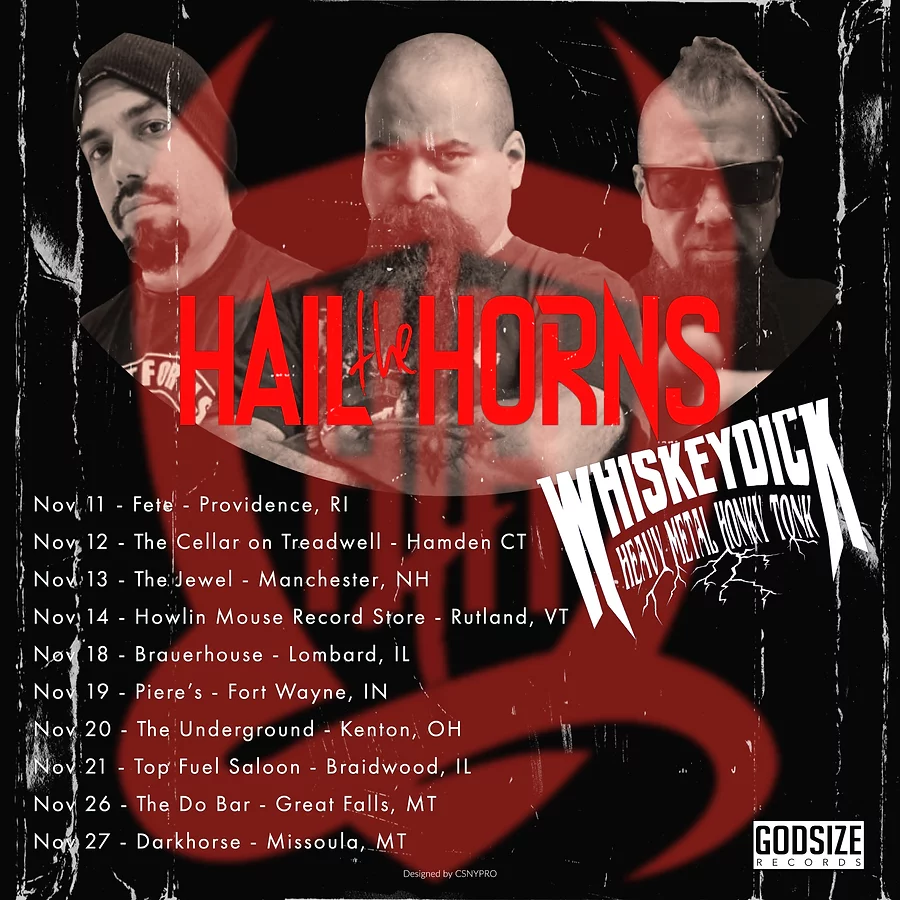 HAIL the HORNS
WHISKEYDICK
HEAVY METAL HONKY TONK
Nov 11 - Fete - Providence, RI
Nov 12 - The Cellar on Treadwell - Hamden CT
Nov 13 - The Jewel - Manchester, NH
Nov 14 - Howlin Mouse Record Store - Rutland, VT
Nov 18 - Brauerhouse - Lombard, IL
Nov 19 - Piere's - Fort Wayne, IN
Nov 20 - The Underground - Kenton, OH
Nov 21 - Top Fuel Saloon - Braidwood, IL
Nov 26 - The Do Bar - Great Falls, MT
Nov 27 - Darkhorse - Missoula, MT
GODSIZE
RECORDS
Designed by CSNYPRO